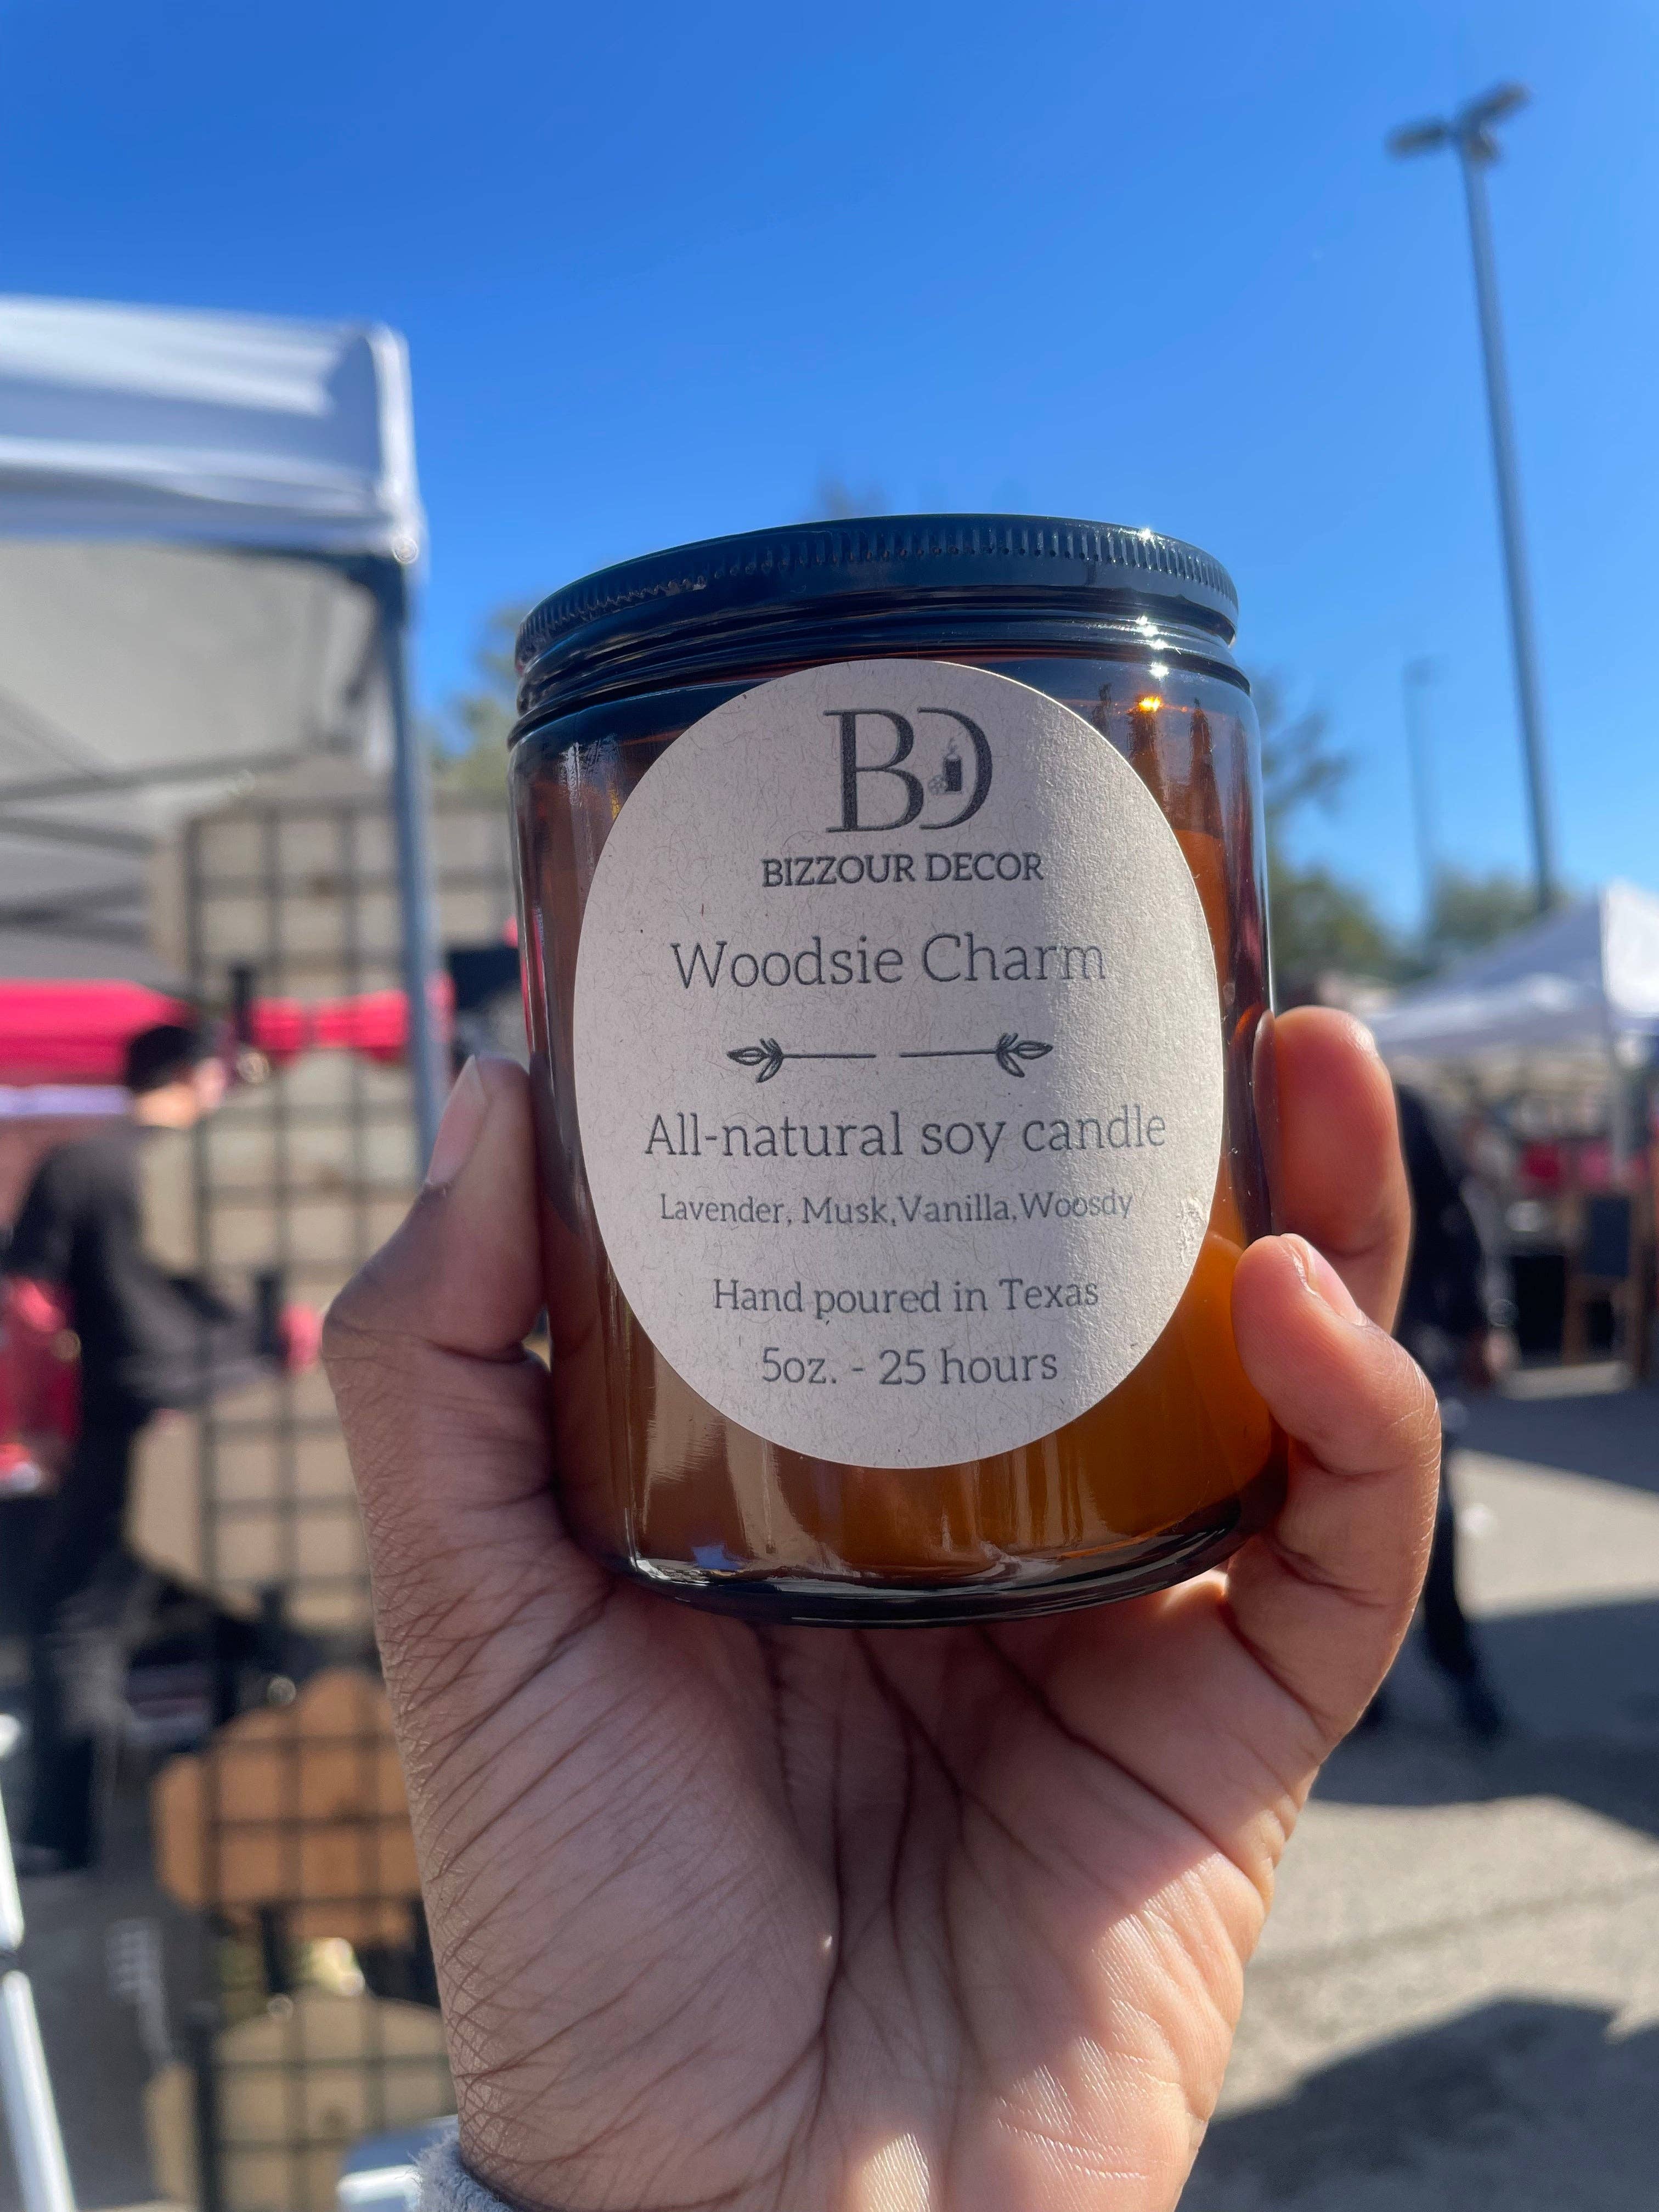 BD
BIZZOUR DECOR
Woodsie Charm
All-natural soy candle
Lavender, Musk,Vanilla,Woosdy
Hand poured in Texas
5oz. - 25 hours